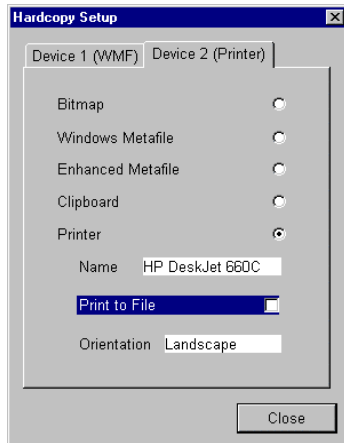 Hardcopy Setup
Device 1 (WMF) Device 2 (Printer)
Bitmap
Windows Metafile
Enhanced Metafile
Clipboard
Printer
Name HP DeskJet 660C
Print to File
Orientation Landscape
Close